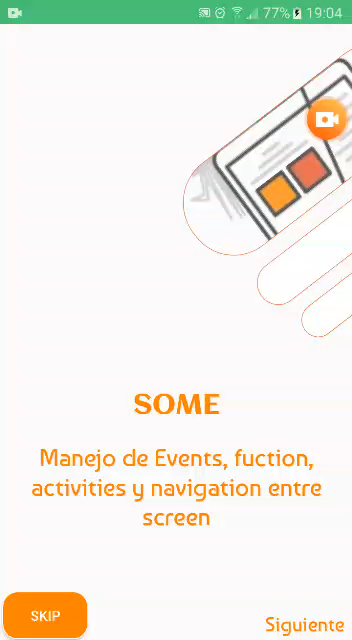 77% 19:04
SOME
Manejo de Events, fuction,
activities y navigation entre
screen
SKIP
Siguiente